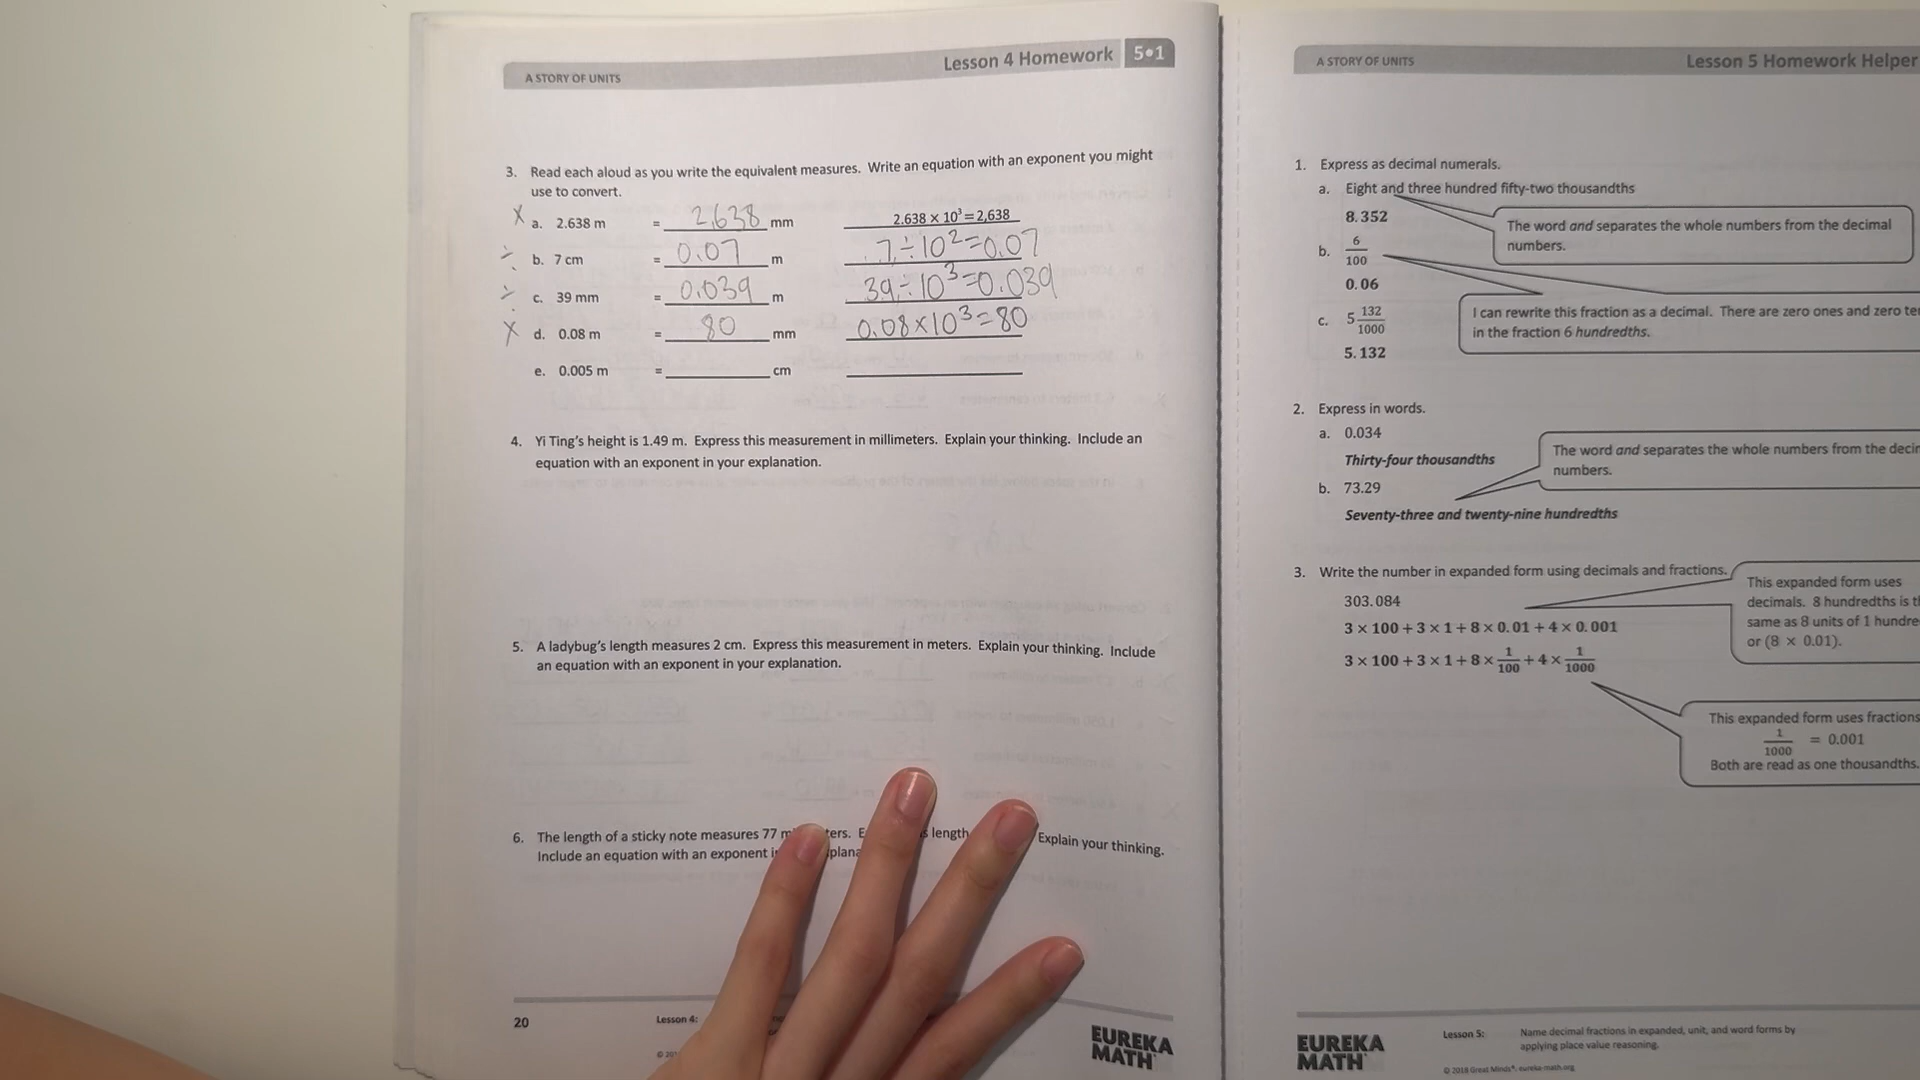 A STORY OF UNITS
Lesson 4 Homework 5•1
3. Read each aloud as you write the equivalent measures. Write an equation with an exponent you might
use to convert.
X a. 2.638 m = 2,638 mm 2.638 × 10³ = 2,638
÷ b. 7 cm = 0.07 m 7 ÷ 10² = 0.07
÷ c. 39 mm = 0.039 m 39 ÷ 10³ = 0.039
X d. 0.08 m = 80 mm 0.08 × 10³ = 80
e. 0.005 m = cm
4. Yi Ting's height is 1.49 m. Express this measurement in millimeters. Explain your thinking. Include an
equation with an exponent in your explanation.
5. A ladybug's length measures 2 cm. Express this measurement in meters. Explain your thinking. Include
an equation with an exponent in your explanation.
6. The length of a sticky note measures 77 length Explain your thinking.
Include an equation with an exponent
20
Lesson 4:
EUREKA
MATH
A STORY OF UNITS
Lesson 5 Homework Helper
1. Express as decimal numerals.
a. Eight and three hundred fifty-two thousandths
8.352
The word and separates the whole numbers from the decimal
numbers.
b. 6/100
0.06
I can rewrite this fraction as a decimal. There are zero ones and zero
in the fraction 6 hundredths.
c. 5 132/1000
5.132
2. Express in words.
a. 0.034
Thirty-four thousandths
The word and separates the whole numbers from the
numbers.
b. 73.29
Seventy-three and twenty-nine hundredths
3. Write the number in expanded form using decimals and fractions.
303.084
3 × 100 + 3 × 1 + 8 × 0.01 + 4 × 0.001
3 × 100 + 3 × 1 + 8 × 1/100 + 4 × 1/1000
This expanded form uses
decimals. 8 hundredths is
same as 8 units of 1
or (8 × 0.01).
This expanded form uses fractions
1/1000 = 0.001
Both are read as one thousandths.
EUREKA
MATH
Lesson 5: Name decimal fractions in expanded, unit, and word forms by
applying place value reasoning.
© 2018 Great Minds®. eureka-math.org